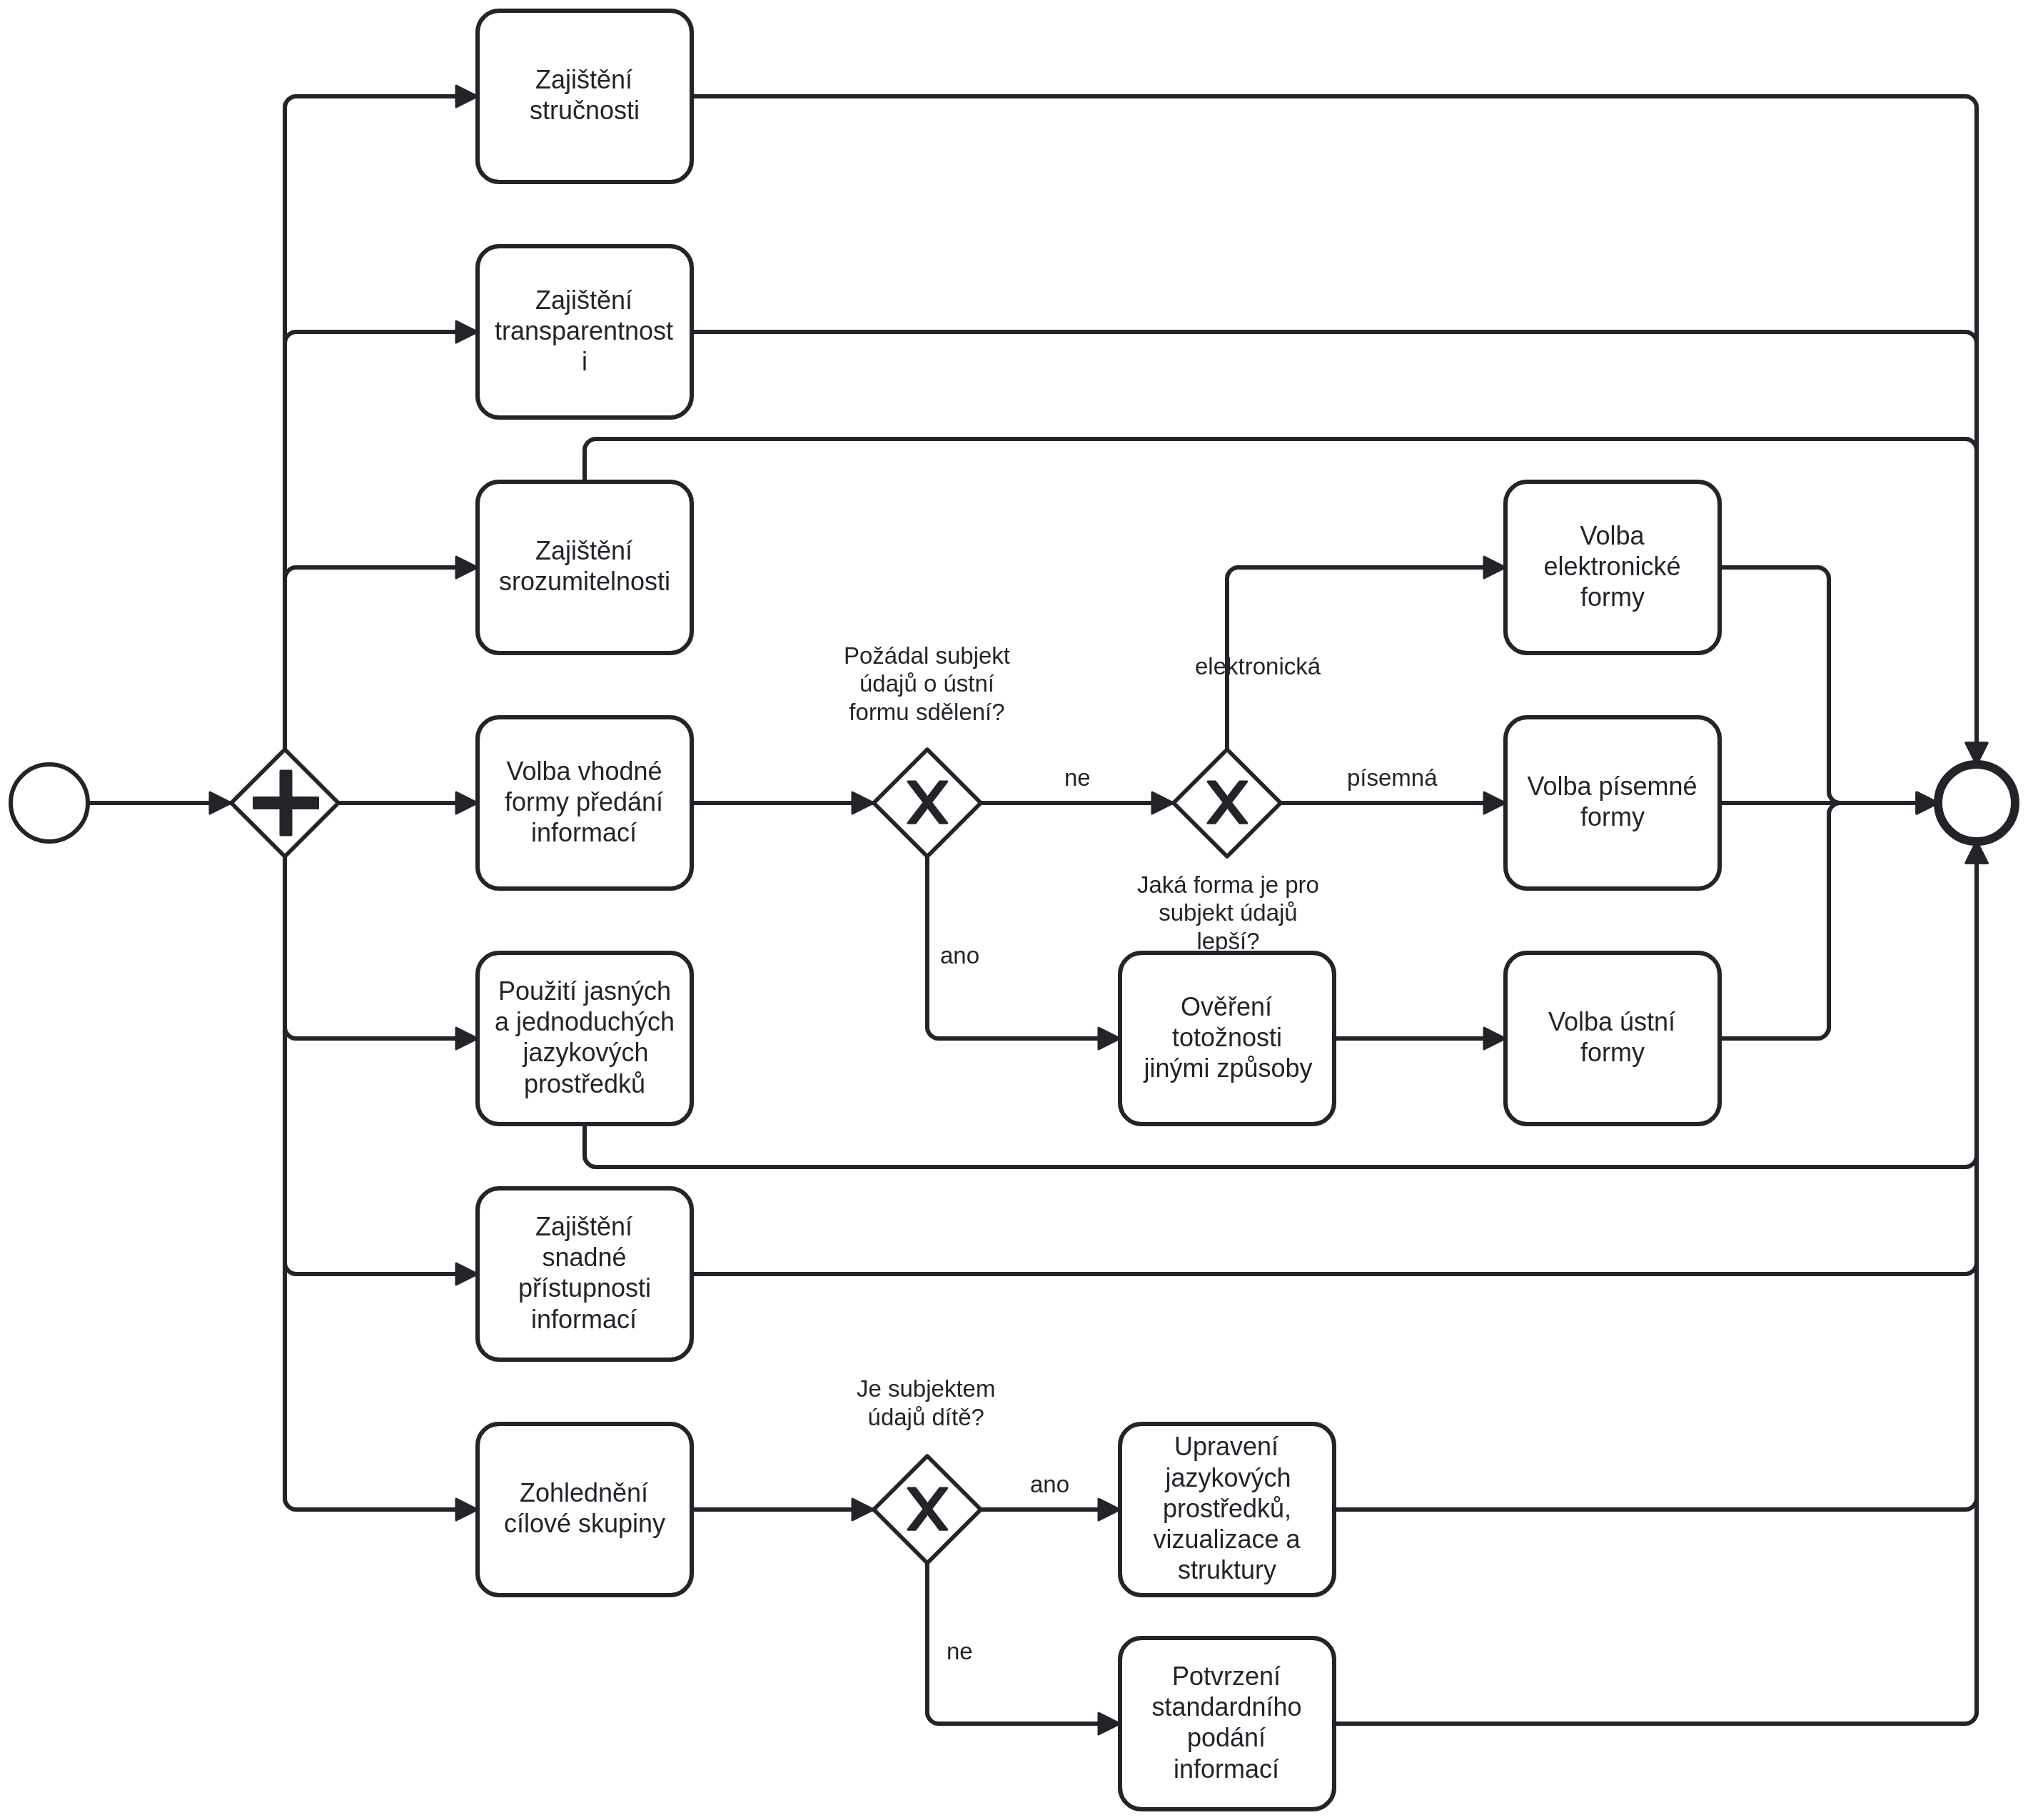 Zajištění
stručnosti
Zajištění
transparentnost
i
Zajištění
srozumitelnosti
Volba
elektronické
formy
Požádal subjekt
údajů o ústní
formu sdělení?
elektronická
Volba vhodné
formy předání
informací
ne
písemná
Volba písemné
formy
Jaká forma je pro
subjekt údajů
lepší?
ano
Použití jasných
a jednoduchých
jazykových
prostředků
Ověření
totožnosti
jinými způsoby
Volba ústní
formy
Zajištění
snadné
přístupnosti
informací
Je subjektem
údajů dítě?
Zohlednění
cílové skupiny
ano
Upravení
jazykových
prostředků,
vizualizace a
struktury
ne
Potvrzení
standardního
podání
informací